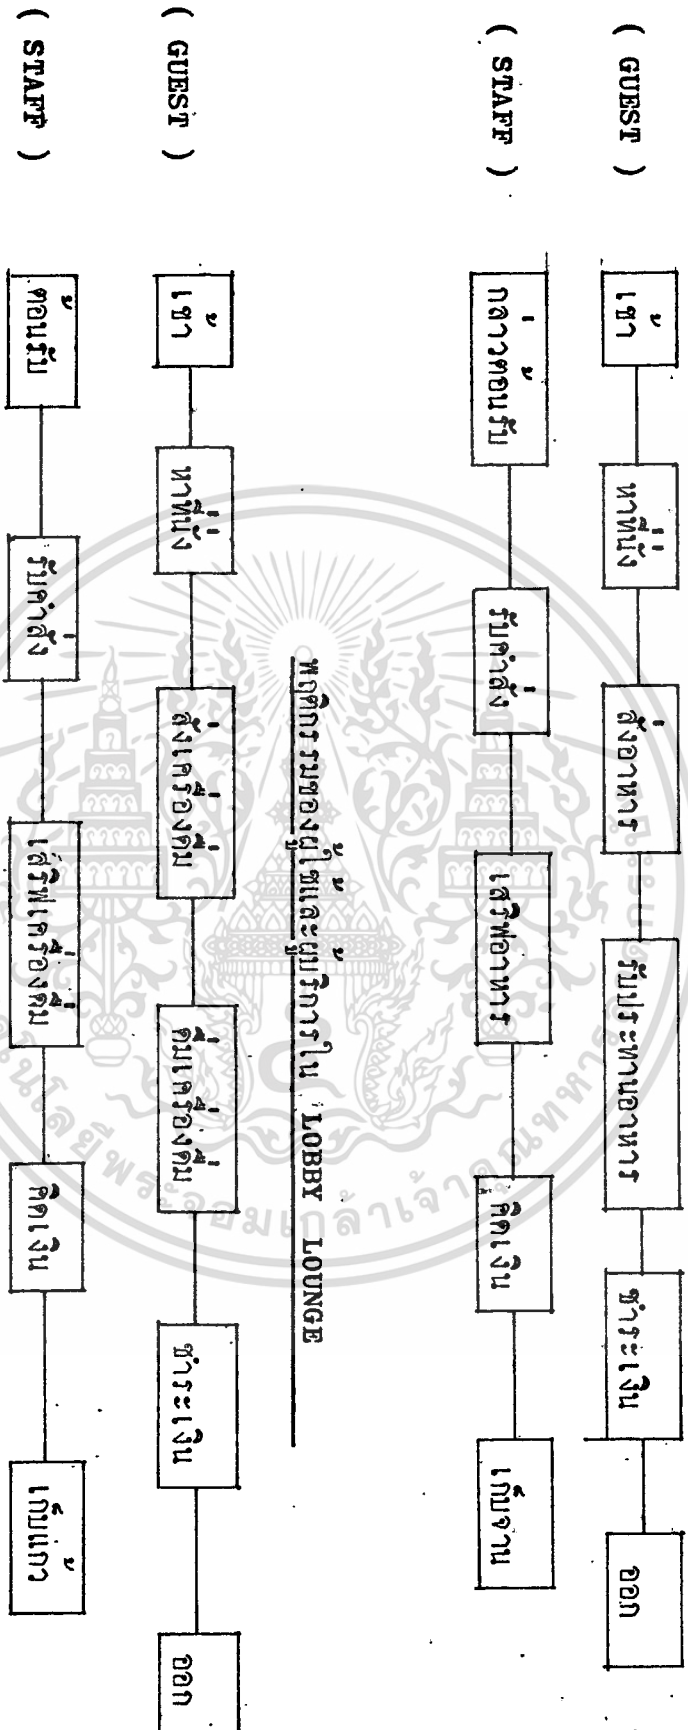 ( GUEST ) เข้า หาที่นั่ง สั่งอาหาร รับประทานอาหาร ชำระเงิน ออก
( STAFF ) กล่าวต้อนรับ รับคำสั่ง เสริฟอาหาร คิดเงิน เก็บจาน
พฤติกรรมของผู้ใช้และผู้บริการใน LOBBY LOUNGE
( GUEST ) เข้า หาที่นั่ง สั่งเครื่องดื่ม ดื่มเครื่องดื่ม ชำระเงิน ออก
( STAFF ) ต้อนรับ รับคำสั่ง เสริฟเครื่องดื่ม คิดเงิน เก็บแก้ว